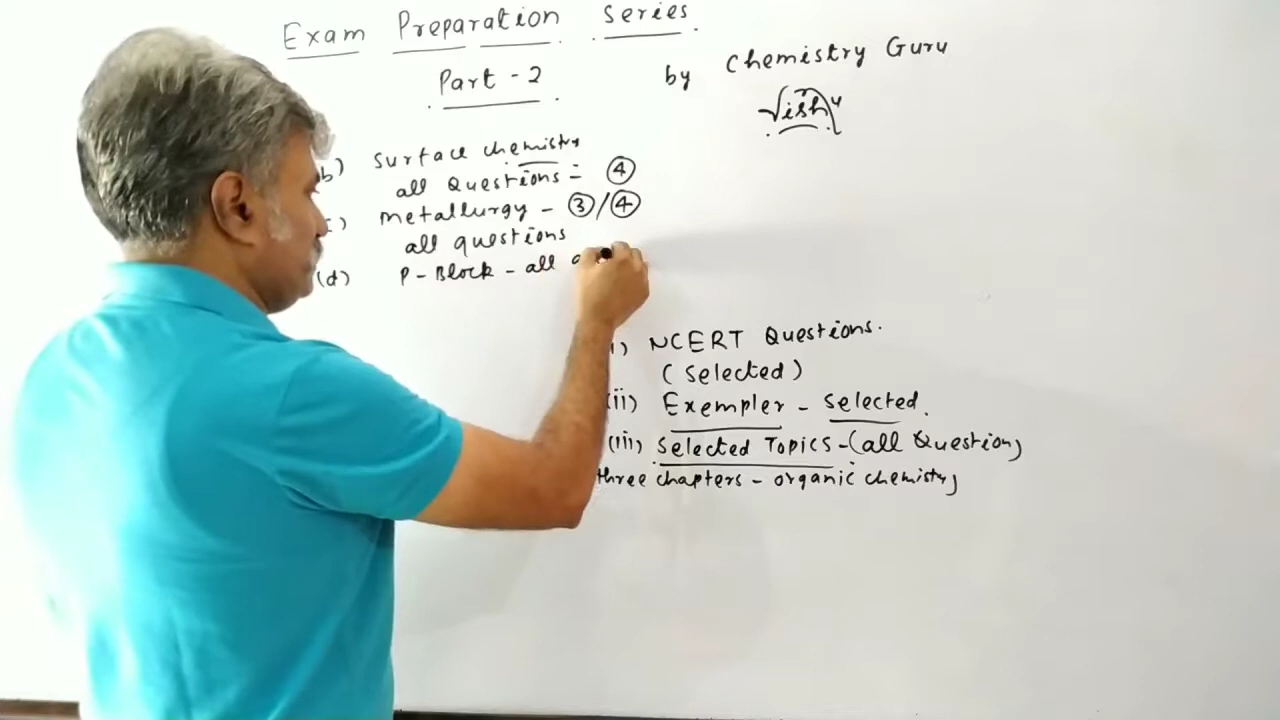 Exam Preparation series
Part - 2
by Chemistry Guru
b) surface chemistry
all Questions = 4
) metallurgy - 3/4
all questions
(d) P - Block - all
i) NCERT Questions.
(selected)
(ii) Exempler - selected.
(iii) selected Topics - (all Question)
three chapters - organic chemistry